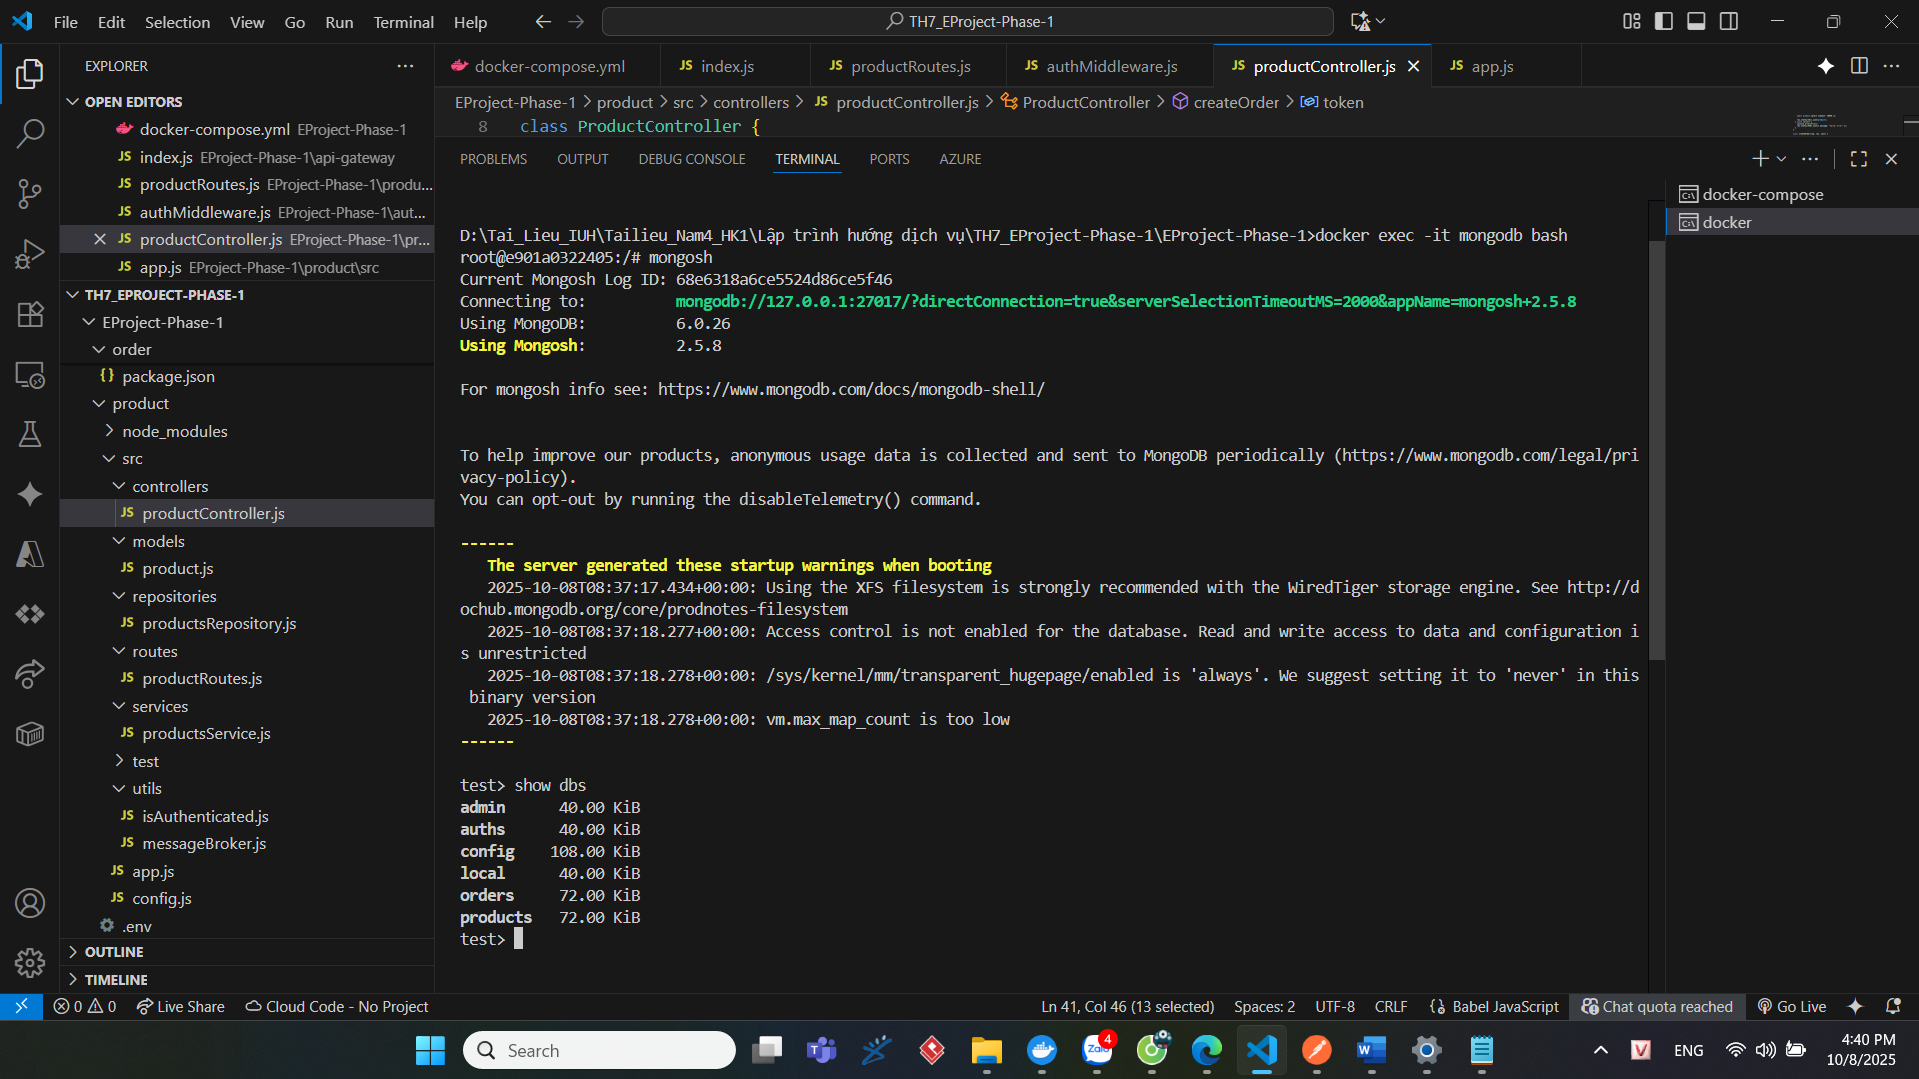 File Edit Selection View Go Run Terminal Help
TH7_EProject-Phase-1
EXPLORER
OPEN EDITORS
docker-compose.yml EProject-Phase-1
index.js EProject-Phase-1\api-gateway
productRoutes.js EProject-Phase-1\produ...
authMiddleware.js EProject-Phase-1\aut...
productController.js EProject-Phase-1\pr...
app.js EProject-Phase-1\product\src
TH7_EPROJECT-PHASE-1
EProject-Phase-1
order
package.json
product
node_modules
src
controllers
productController.js
models
product.js
repositories
productsRepository.js
routes
productRoutes.js
services
productsService.js
test
utils
isAuthenticated.js
messageBroker.js
app.js
config.js
.env
OUTLINE
TIMELINE
docker-compose.yml index.js productRoutes.js authMiddleware.js productController.js app.js
EProject-Phase-1 > product > src > controllers > JS productController.js > ProductController > createOrder > token
8 class ProductController {
PROBLEMS OUTPUT DEBUG CONSOLE TERMINAL PORTS AZURE
docker-compose
docker
D:\Tai_Lieu_IUH\Tailieu_Nam4_HK1\Lập trình hướng dịch vụ\TH7_EProject-Phase-1\EProject-Phase-1>docker exec -it mongodb bash
root@e901a0322405:/# mongosh
Current Mongosh Log ID: 68e6318a6ce5524d86ce5f46
Connecting to: mongodb://127.0.0.1:27017/?directConnection=true&serverSelectionTimeoutMS=2000&appName=mongosh+2.5.8
Using MongoDB: 6.0.26
Using Mongosh: 2.5.8
For mongosh info see: https://www.mongodb.com/docs/mongodb-shell/
To help improve our products, anonymous usage data is collected and sent to MongoDB periodically (https://www.mongodb.com/legal/pri
vacy-policy).
You can opt-out by running the disableTelemetry() command.
------
The server generated these startup warnings when booting
2025-10-08T08:37:17.434+00:00: Using the XFS filesystem is strongly recommended with the WiredTiger storage engine. See http://d
ochub.mongodb.org/core/prodnotes-filesystem
2025-10-08T08:37:18.277+00:00: Access control is not enabled for the database. Read and write access to data and configuration i
s unrestricted
2025-10-08T08:37:18.278+00:00: /sys/kernel/mm/transparent_hugepage/enabled is 'always'. We suggest setting it to 'never' in this
binary version
2025-10-08T08:37:18.278+00:00: vm.max_map_count is too low
------
test> show dbs
admin 40.00 KiB
auths 40.00 KiB
config 108.00 KiB
local 40.00 KiB
orders 72.00 KiB
products 72.00 KiB
test>
0 0 Live Share Cloud Code - No Project Ln 41, Col 46 (13 selected) Spaces: 2 UTF-8 CRLF {} Babel JavaScript Chat quota reached Go Live
Search
Zalo 4
ENG
4:40 PM
10/8/2025